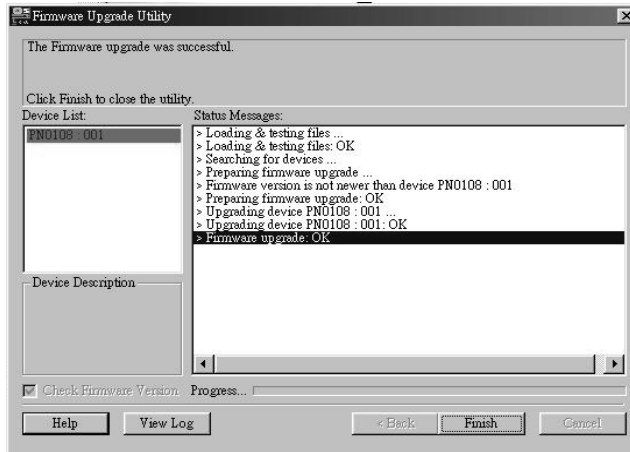 Firmware Upgrade Utility
The Firmware upgrade was successful.
Click Finish to close the utility.
Device List:
Status Messages:
PN0108 : 001
> Loading & testing files ...
> Loading & testing files: OK
> Searching for devices ...
> Preparing firmware upgrade ...
> Firmware version is not newer than device PN0108 : 001
> Preparing firmware upgrade: OK
> Upgrading device PN0108 : 001 ...
> Upgrading device PN0108 : 001: OK
> Firmware upgrade: OK
Device Description
Check Firmware Version
Progress...
Help
View Log
< Back
Finish
Cancel